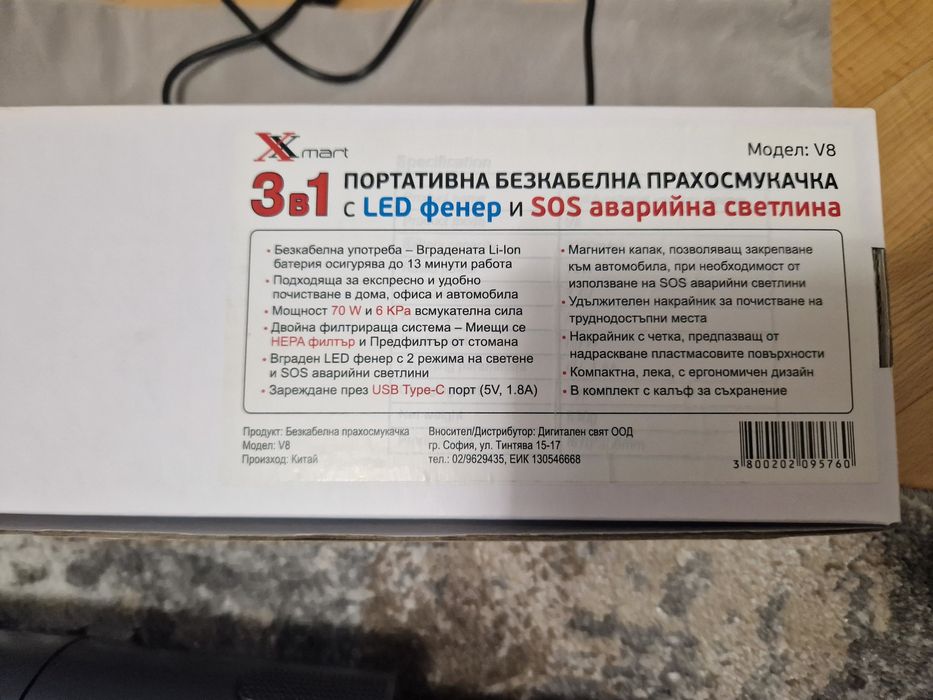 Xmart
Модел: V8
3в1 ПОРТАТИВНА БЕЗКАБЕЛНА ПРАХОСМУКАЧКА
с LED фенер и SOS аварийна светлина
• Безкабелна употреба – Вградената Li-Ion
батерия осигурява до 13 минути работа
• Подходяща за експресно и удобно
почистване в дома, офиса и автомобила
• Мощност 70 W и 6 KPa всмукателна сила
• Двойна филтрираща система – Миещи се
HEPA филтър и Предфилтър от стомана
• Вграден LED фенер с 2 режима на светене
и SOS аварийни светлини
• Зареждане през USB Type-C порт (5V, 1.8A)
• Магнитен капак, позволяващ закрепване
към автомобила, при необходимост от
използване на SOS аварийни светлини
• Удължителен накрайник за почистване на
труднодостъпни места
• Накрайник с четка, предпазващ от
надраскване пластмасовите повърхности
• Компактна, лека, с ергономичен дизайн
• В комплект с калъф за съхранение
Продукт: Безкабелна прахосмукачка
Модел: V8
Произход: Китай
Вносител/Дистрибутор: Дигитален свят ООД
гр. София, ул. Тинтява 15-17
тел.: 02/9629435, ЕИК 130546668
3 800202 095760
Specification